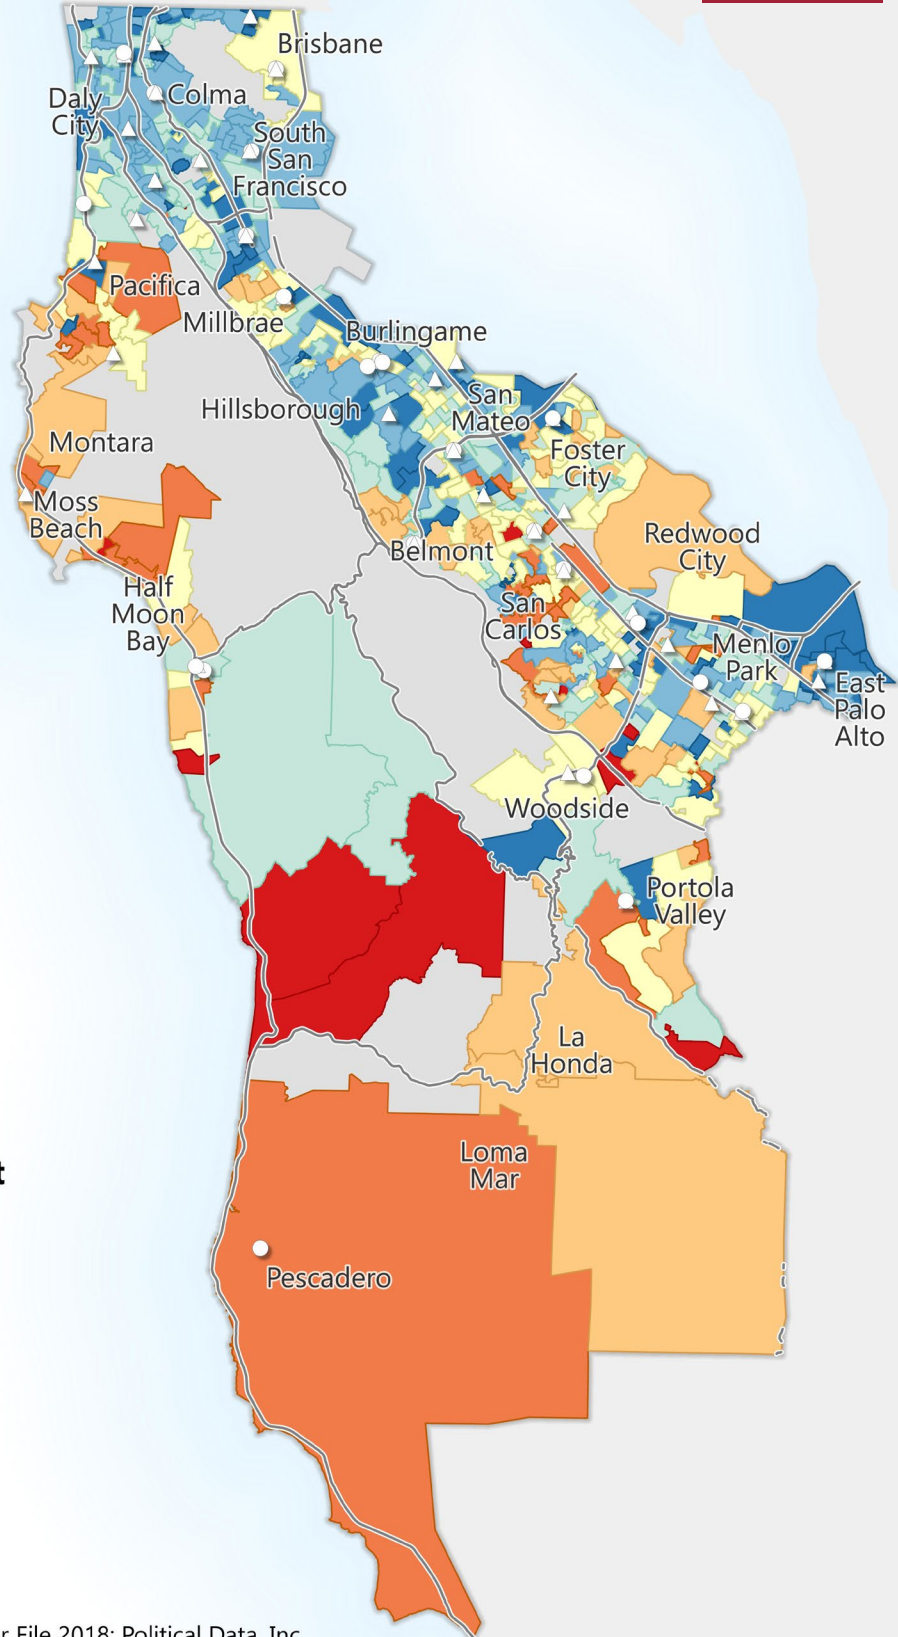 Brisbane
Daly
City
Colma
South
San
Francisco
Pacifica
Millbrae
Burlingame
Hillsborough
San
Mateo
Montara
Foster
City
Moss
Beach
Redwood
City
Belmont
Half
Moon
Bay
San
Carlos
Menlo
Park
East
Palo
Alto
Woodside
Portola
Valley
La
Honda
Loma
Mar
Pescadero
File 2018; Political Data, Inc.